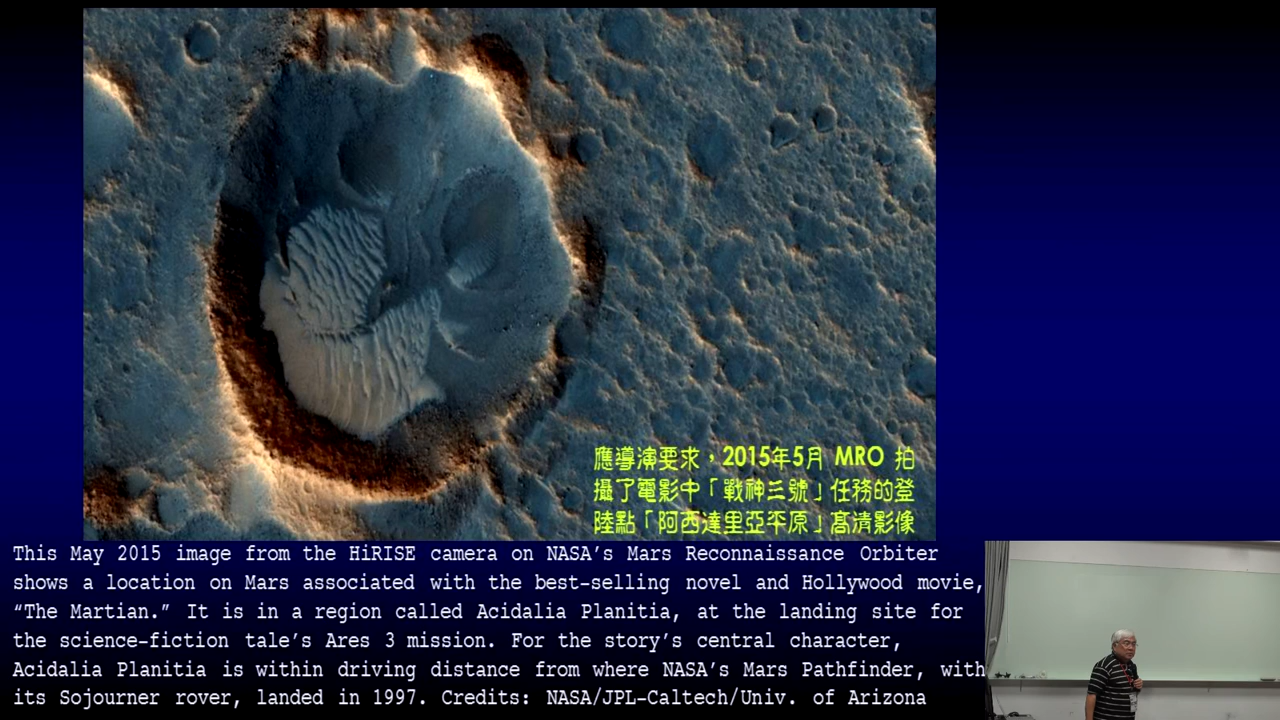 應導演要求，2015年5月 MRO 拍
攝了電影中「戰神三號」任務的登
陸點「阿西達里亞平原」高清影像
This May 2015 image from the HiRISE camera on NASA’s Mars Reconnaissance Orbiter
shows a location on Mars associated with the best-selling novel and Hollywood movie,
“The Martian.” It is in a region called Acidalia Planitia, at the landing site for
the science-fiction tale’s Ares 3 mission. For the story’s central character,
Acidalia Planitia is within driving distance from where NASA’s Mars Pathfinder, with
its Sojourner rover, landed in 1997. Credits: NASA/JPL-Caltech/Univ. of Arizona